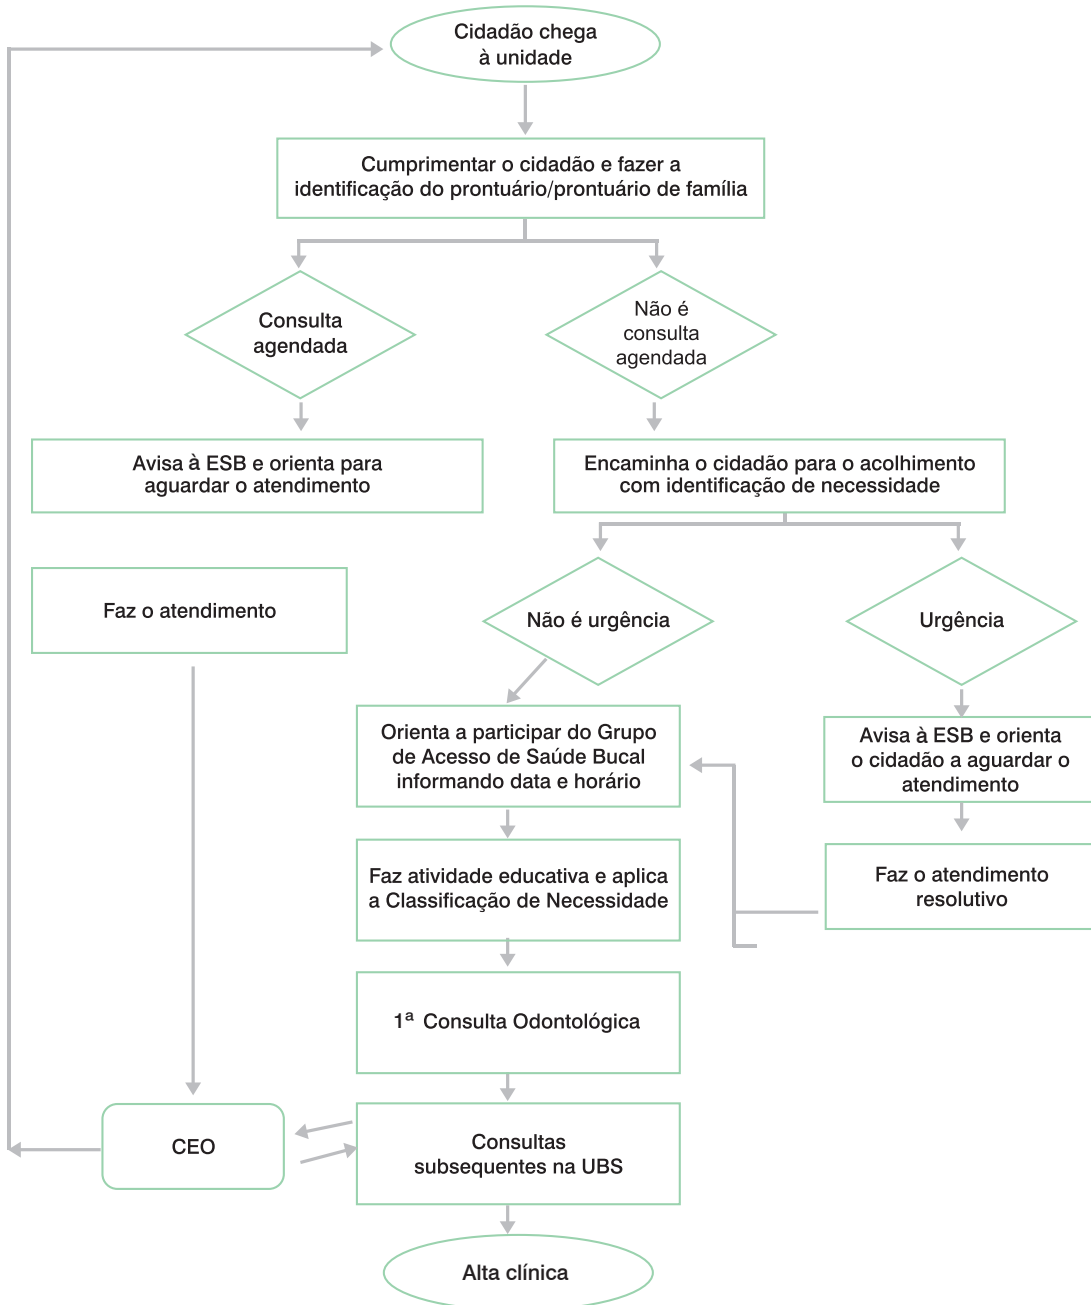 Cidadão chega
à unidade
Cumprimentar o cidadão e fazer a
identificação do prontuário/prontuário de família
Consulta
agendada
Não é
consulta
agendada
Avisa à ESB e orienta para
aguardar o atendimento
Encaminha o cidadão para o acolhimento
com identificação de necessidade
Faz o atendimento
Não é urgência
Urgência
Orienta a participar do Grupo
de Acesso de Saúde Bucal
informando data e horário
Avisa à ESB e orienta
o cidadão a aguardar o
atendimento
Faz atividade educativa e aplica
a Classificação de Necessidade
Faz o atendimento
resolutivo
1ª Consulta Odontológica
CEO
Consultas
subsequentes na UBS
Alta clínica